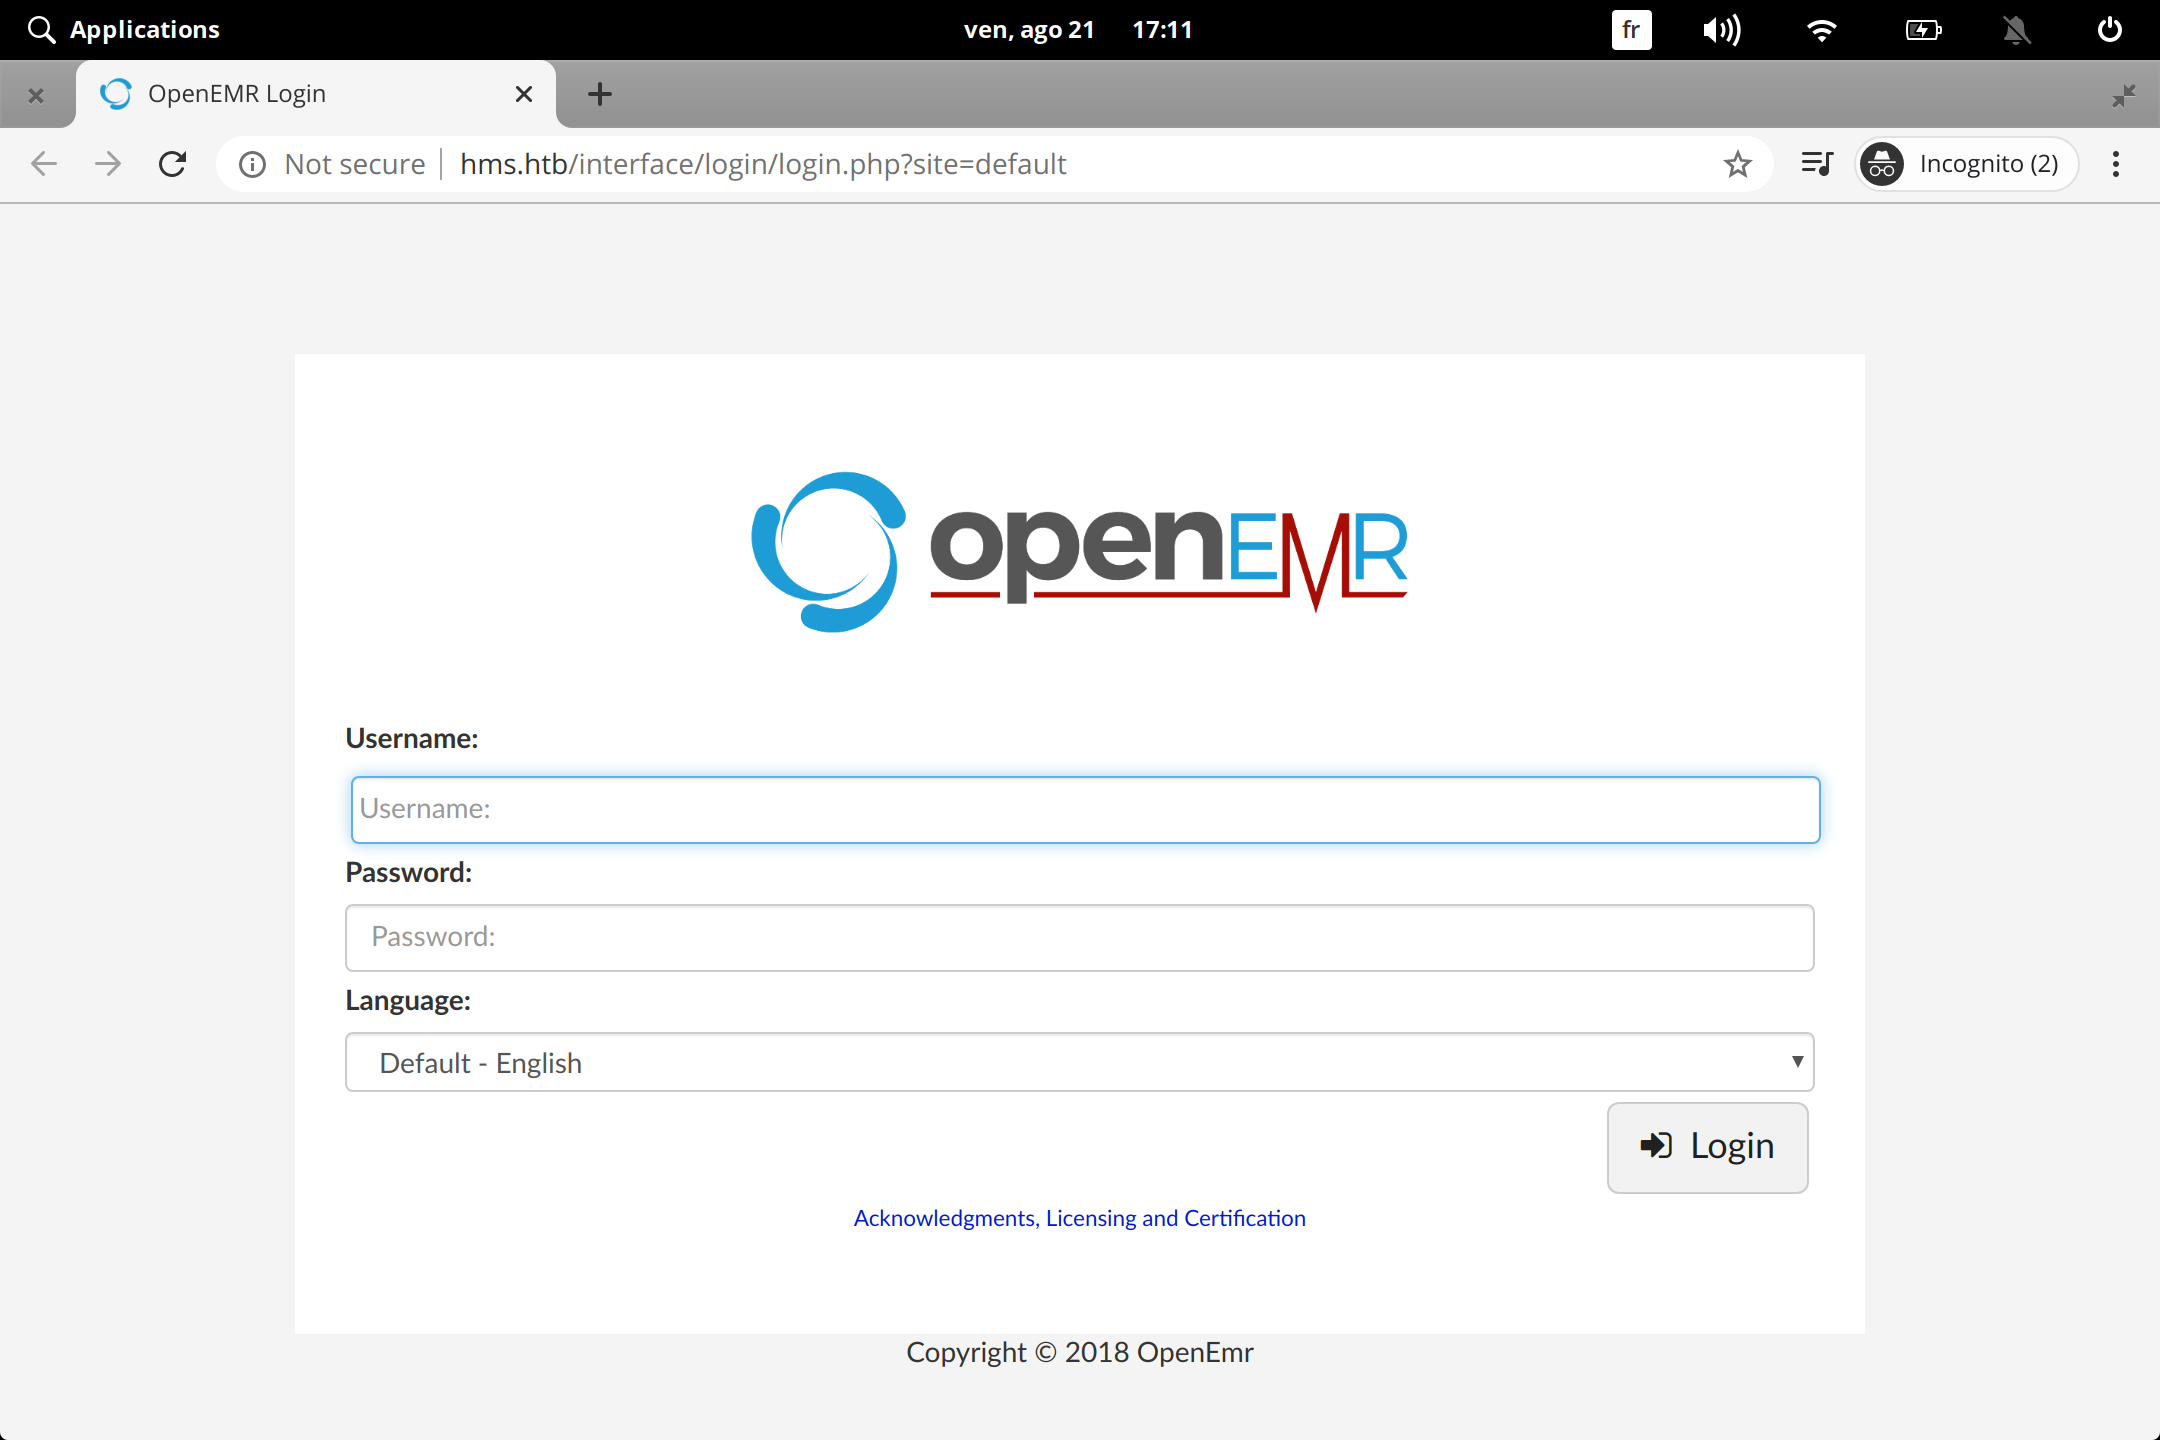 Applications ven, ago 21 17:11 fr
OpenEMR Login
Not secure hms.htb/interface/login/login.php?site=default Incognito (2)
openEMR
Username:
Username:
Password:
Password:
Language:
Default - English
Login
Acknowledgments, Licensing and Certification
Copyright © 2018 OpenEmr